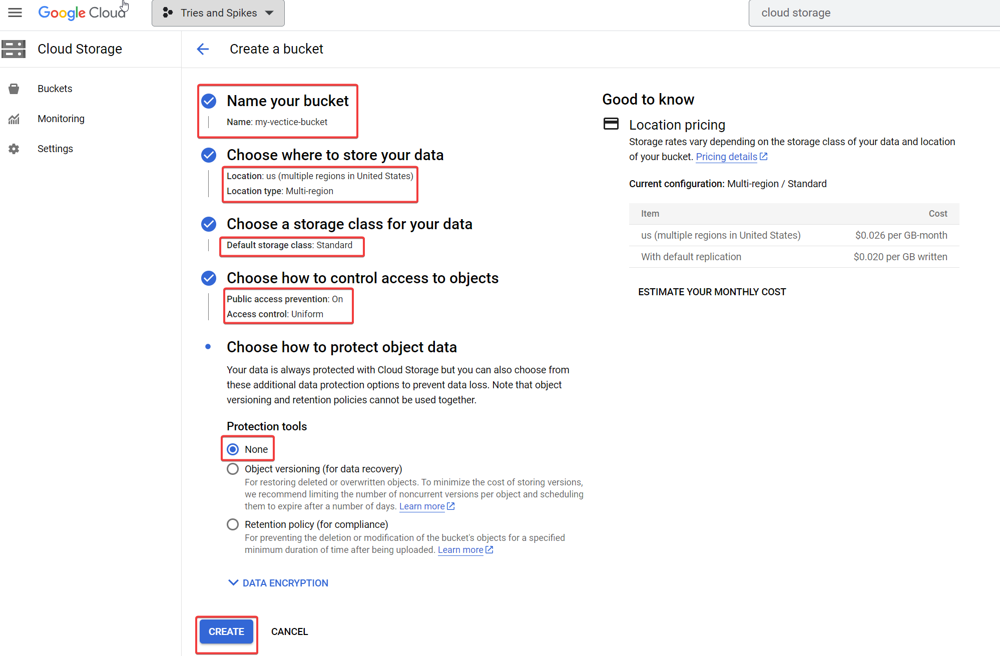 Google Cloud
Tries and Spikes
cloud storage
Cloud Storage
Create a bucket
Buckets
Monitoring
Settings
Name your bucket
Name: my-vectice-bucket
Choose where to store your data
Location: us (multiple regions in United States)
Location type: Multi-region
Choose a storage class for your data
Default storage class: Standard
Choose how to control access to objects
Public access prevention: On
Access control: Uniform
Choose how to protect object data
Your data is always protected with Cloud Storage but you can also choose from
these additional data protection options to prevent data loss. Note that object
versioning and retention policies cannot be used together.
Protection tools
None
Object versioning (for data recovery)
For restoring deleted or overwritten objects. To minimize the cost of storing versions,
we recommend limiting the number of noncurrent versions per object and scheduling
them to expire after a number of days. Learn more
Retention policy (for compliance)
For preventing the deletion or modification of the bucket's objects for a specified
minimum duration of time after being uploaded. Learn more
DATA ENCRYPTION
CREATE
CANCEL
Good to know
Location pricing
Storage rates vary depending on the storage class of your data and location
of your bucket. Pricing details
Current configuration: Multi-region / Standard
Item Cost
us (multiple regions in United States) $0.026 per GB-month
With default replication $0.020 per GB written
ESTIMATE YOUR MONTHLY COST